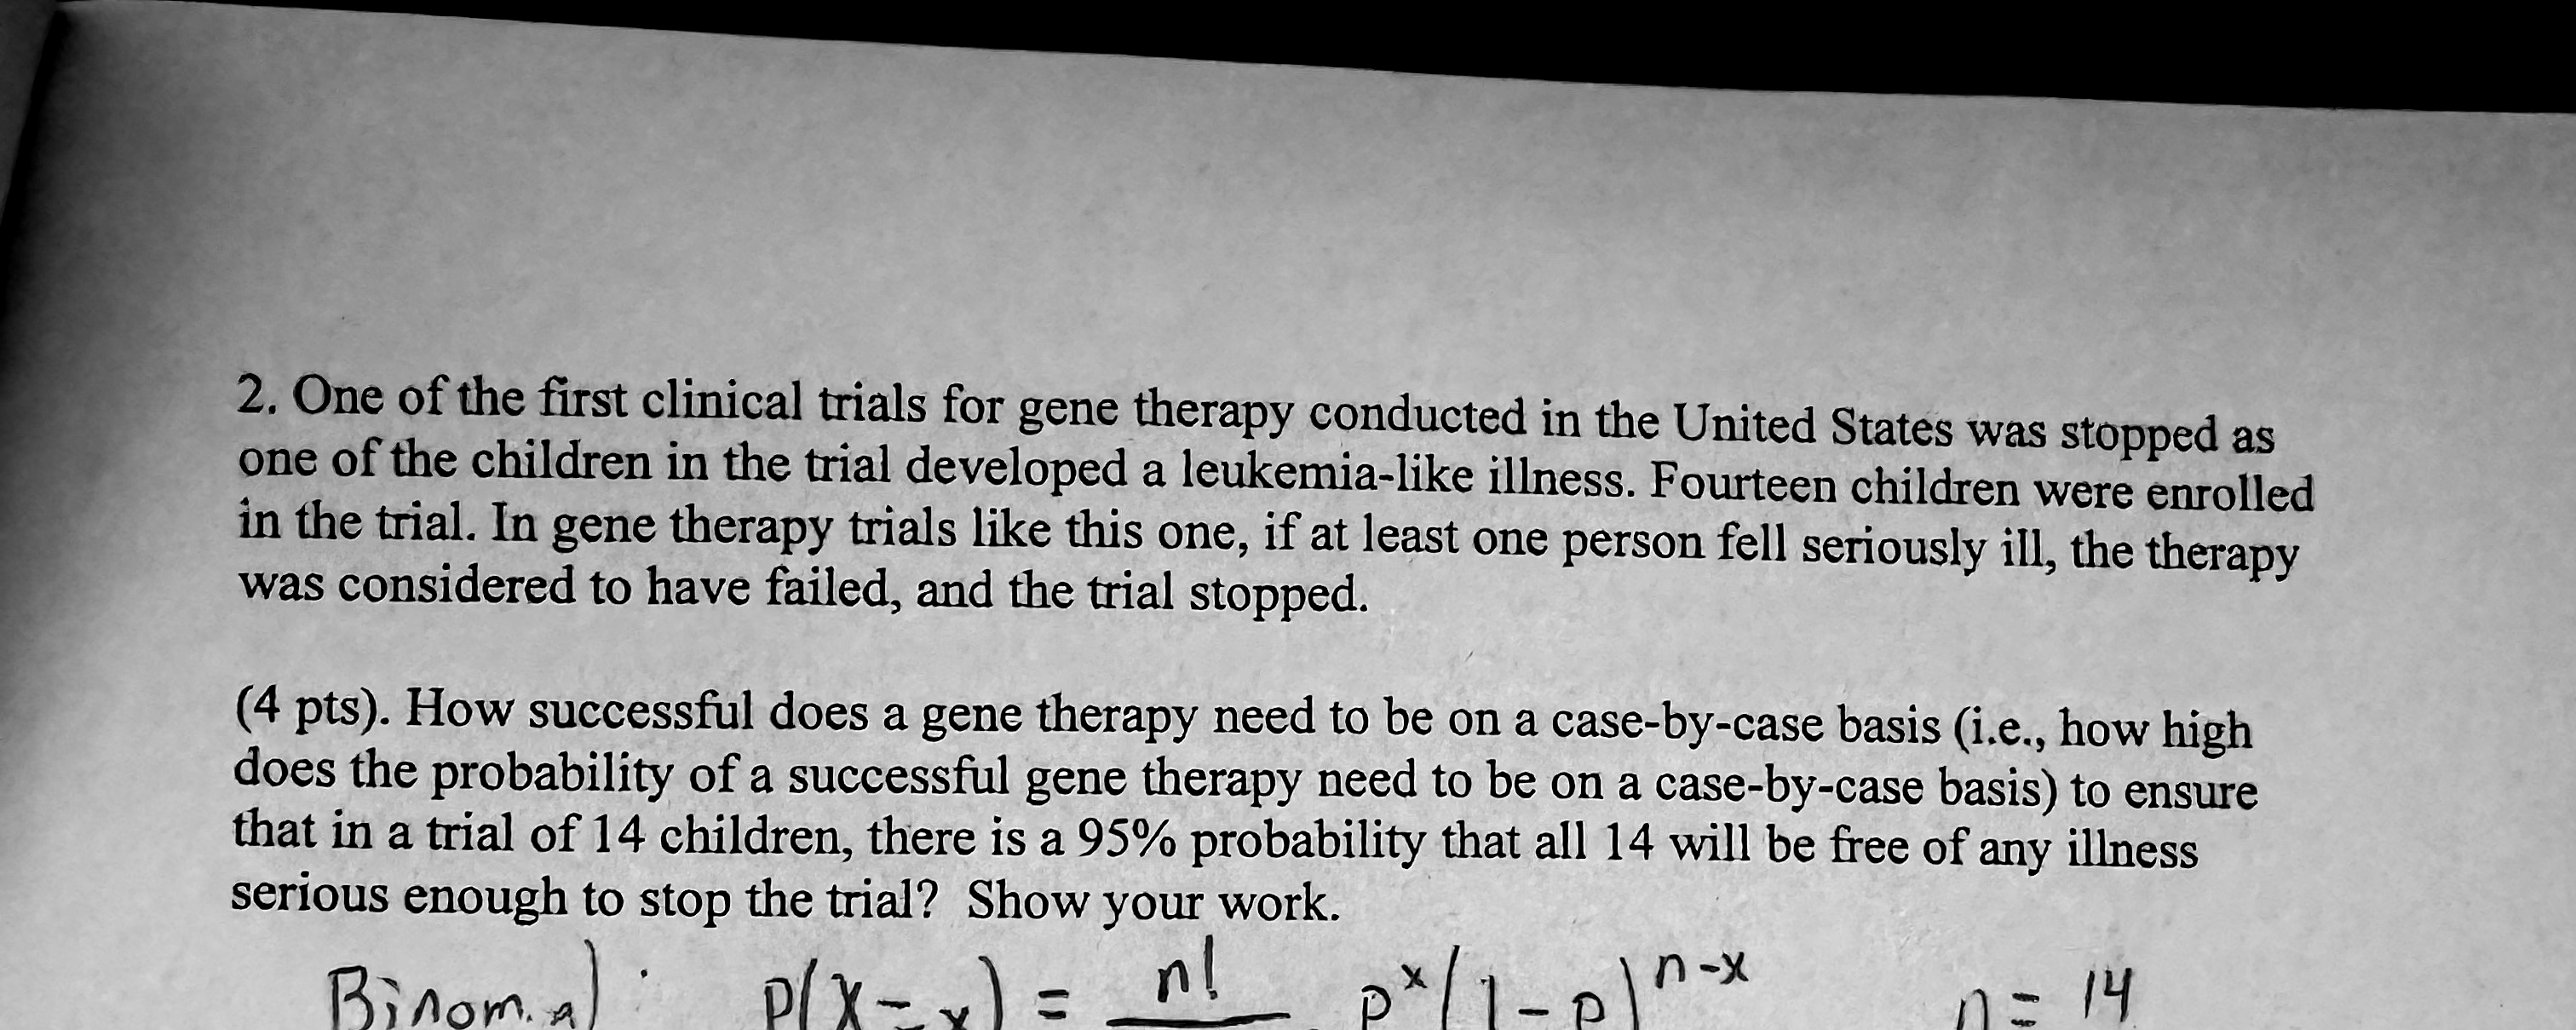 2. One of the first clinical trials for gene therapy conducted in the United States was stopped as
one of the children in the trial developed a leukemia-like illness. Fourteen children were enrolled
in the trial. In gene therapy trials like this one, if at least one person fell seriously ill, the therapy
was considered to have failed, and the trial stopped.
(4 pts). How successful does a gene therapy need to be on a case-by-case basis (i.e., how high
does the probability of a successful gene therapy need to be on a case-by-case basis) to ensure
that in a trial of 14 children, there is a 95% probability that all 14 will be free of any illness
serious enough to stop the trial? Show your work.
Binomial: P(X=x) = n! p^x(1-p)^n-x n = 14